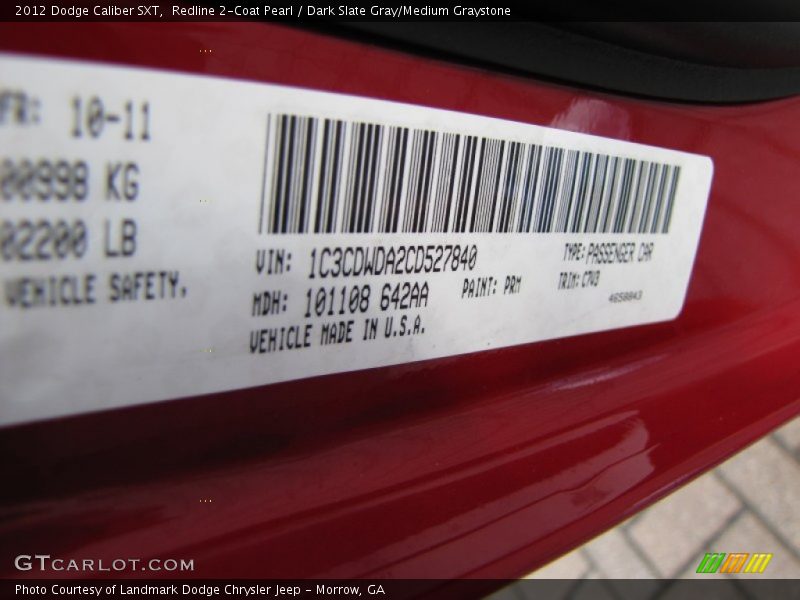 2012 Dodge Caliber SXT,  Redline 2-Coat Pearl / Dark Slate Gray/Medium Graystone
FR: 10-11
00998 KG
02200 LB
VEHICLE SAFETY.
VIN: 1C3CDWDA2CD527840
TYPE: PASSENGER CAR
MDH: 101108 642AA
PAINT: PRM
TRIM: C7V3
VEHICLE MADE IN U.S.A.
4658843
GTCARLOT.COM
Photo Courtesy of Landmark Dodge Chrysler Jeep - Morrow, GA